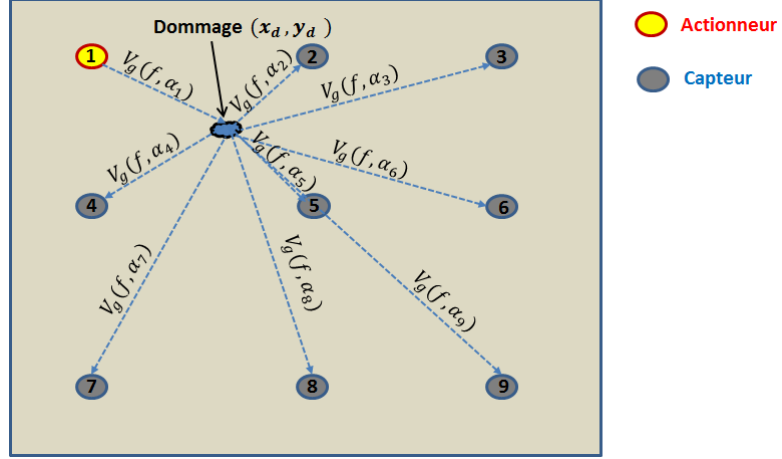 Dommage (x_d, y_d)
Actionneur
1
2
3
V_g(f, α_1)
V_g(f, α_2)
V_g(f, α_3)
Capteur
V_g(f, α_4)
V_g(f, α_5)
V_g(f, α_6)
4
5
6
V_g(f, α_7)
V_g(f, α_8)
V_g(f, α_9)
7
8
9